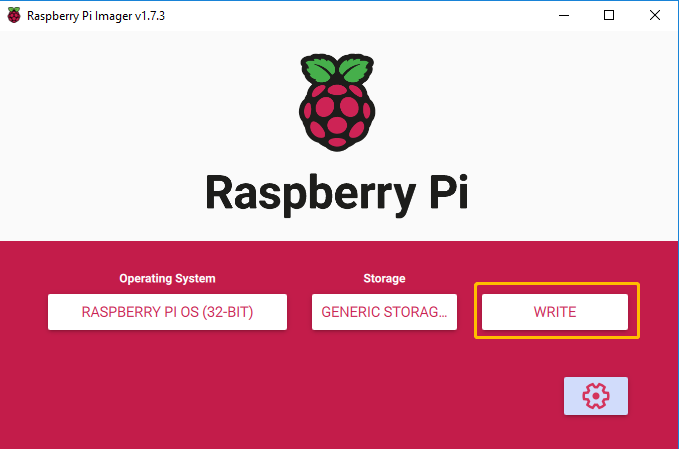 Raspberry Pi Imager v1.7.3
Raspberry Pi
Operating System
Storage
RASPBERRY PI OS (32-BIT)
GENERIC STORAG...
WRITE